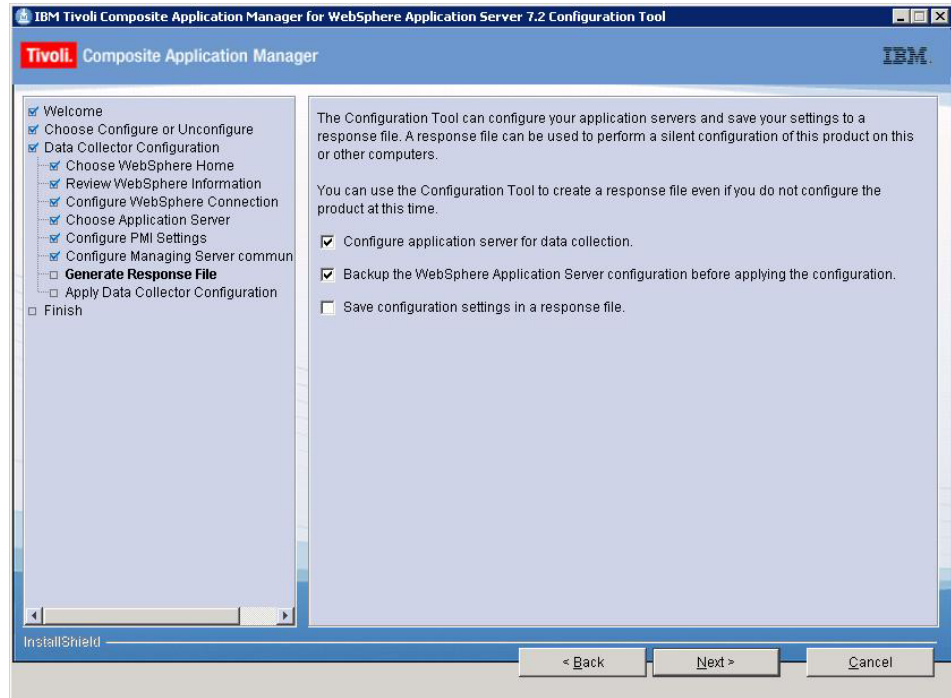 IBM Tivoli Composite Application Manager for WebSphere Application Server 7.2 Configuration Tool
Tivoli. Composite Application Manager
IBM.
Welcome
Choose Configure or Unconfigure
Data Collector Configuration
Choose WebSphere Home
Review WebSphere Information
Configure WebSphere Connection
Choose Application Server
Configure PMI Settings
Configure Managing Server commun
Generate Response File
Apply Data Collector Configuration
Finish
The Configuration Tool can configure your application servers and save your settings to a
response file. A response file can be used to perform a silent configuration of this product on this
or other computers.
You can use the Configuration Tool to create a response file even if you do not configure the
product at this time.
Configure application server for data collection.
Backup the WebSphere Application Server configuration before applying the configuration.
Save configuration settings in a response file.
InstallShield
< Back
Next >
Cancel